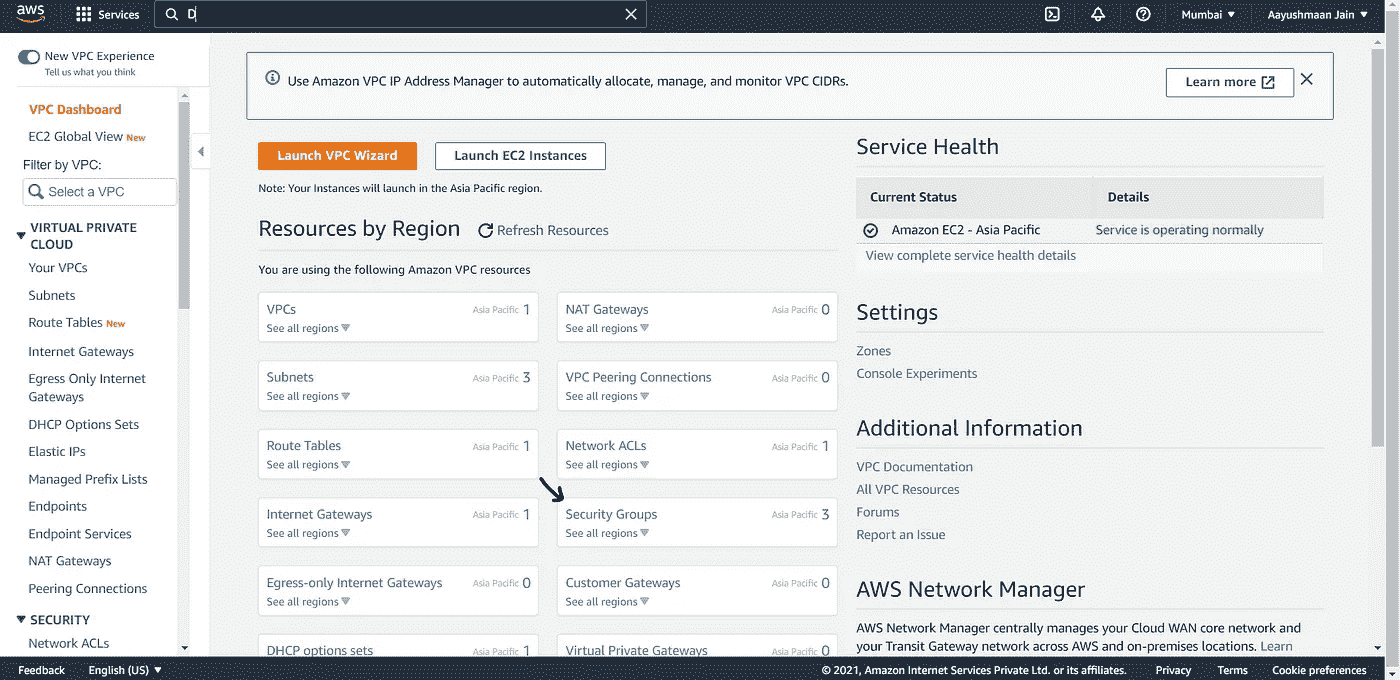 aws
Services
D
Mumbai ▼
Aayushmaan Jain ▼
New VPC Experience
Tell us what you think
VPC Dashboard
EC2 Global View New
Filter by VPC:
Select a VPC
VIRTUAL PRIVATE
CLOUD
Your VPCs
Subnets
Route Tables New
Internet Gateways
Egress Only Internet
Gateways
DHCP Options Sets
Elastic IPs
Managed Prefix Lists
Endpoints
Endpoint Services
NAT Gateways
Peering Connections
SECURITY
Network ACLs
Use Amazon VPC IP Address Manager to automatically allocate, manage, and monitor VPC CIDRs.
Learn more
Launch VPC Wizard
Launch EC2 Instances
Note: Your Instances will launch in the Asia Pacific region.
Resources by Region
Refresh Resources
You are using the following Amazon VPC resources
VPCs Asia Pacific 1
See all regions
NAT Gateways Asia Pacific 0
See all regions
Subnets Asia Pacific 3
See all regions
VPC Peering Connections Asia Pacific 0
See all regions
Route Tables Asia Pacific 1
See all regions
Network ACLs Asia Pacific 1
See all regions
Internet Gateways Asia Pacific 1
See all regions
Security Groups Asia Pacific 3
See all regions
Egress-only Internet Gateways Asia Pacific 0
See all regions
Customer Gateways Asia Pacific 0
See all regions
DHCP options sets Asia Pacific 1
Virtual Private Gateways Asia Pacific 0
Service Health
Current Status Details
Amazon EC2 - Asia Pacific Service is operating normally
View complete service health details
Settings
Zones
Console Experiments
Additional Information
VPC Documentation
All VPC Resources
Forums
Report an Issue
AWS Network Manager
AWS Network Manager centrally manages your Cloud WAN core network and
your Transit Gateway network across AWS and on-premises locations. Learn
Feedback
English (US) ▼
© 2021, Amazon Internet Services Private Ltd. or its affiliates.
Privacy
Terms
Cookie preferences